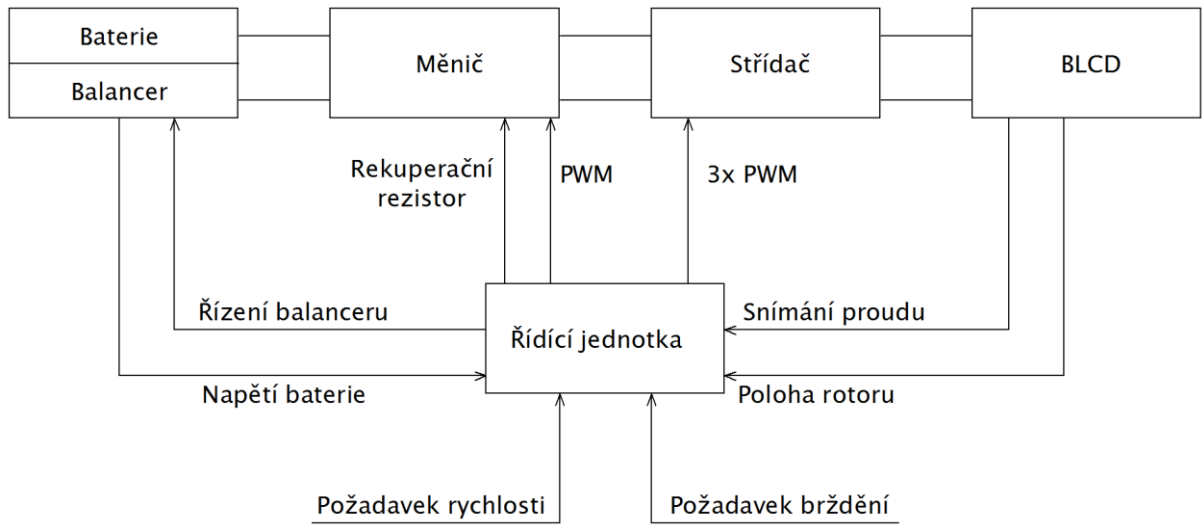 Baterie
Balancer
Měnič
Střídač
BLCD
Rekuperační
rezistor
PWM
3x PWM
Řízení balanceru
Napětí baterie
Řídící jednotka
Snímání proudu
Poloha rotoru
Požadavek rychlosti
Požadavek brždění